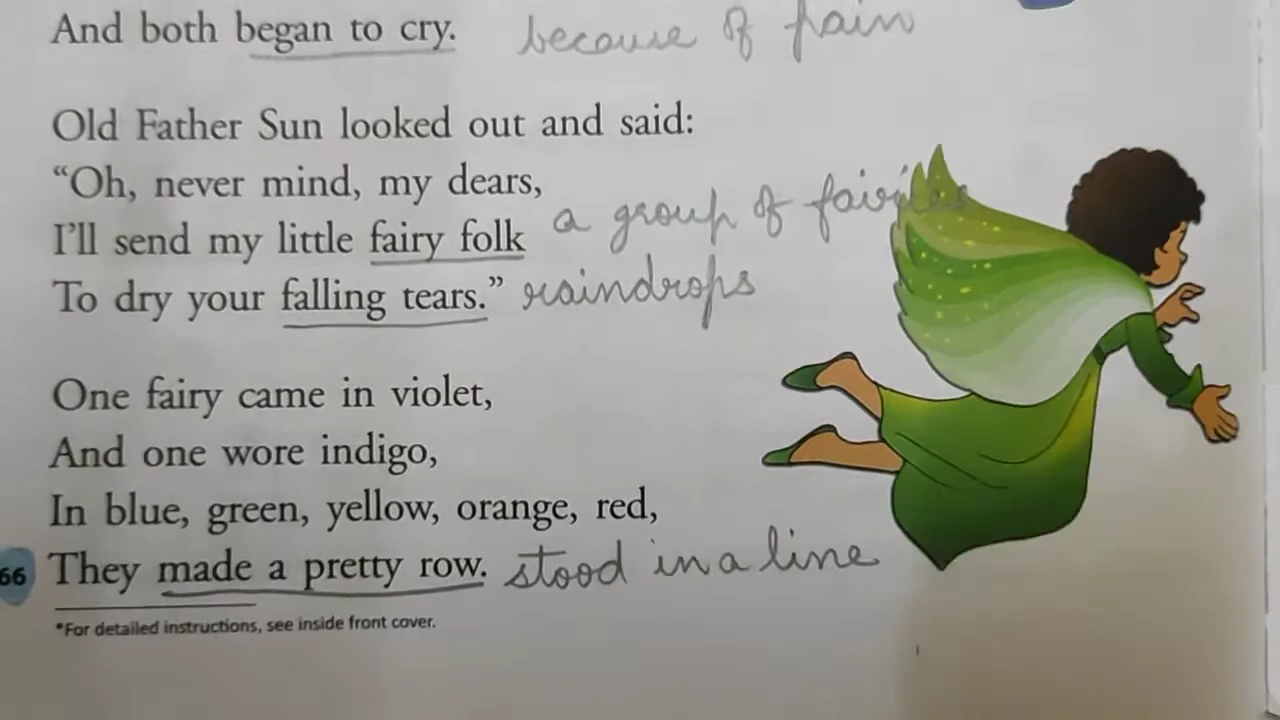 And both began to cry. because of pain
Old Father Sun looked out and said:
“Oh, never mind, my dears,
I’ll send my little fairy folk a group of fairies
To dry your falling tears.” raindrops
One fairy came in violet,
And one wore indigo,
In blue, green, yellow, orange, red,
66 They made a pretty row. stood in a line
*For detailed instructions, see inside front cover.